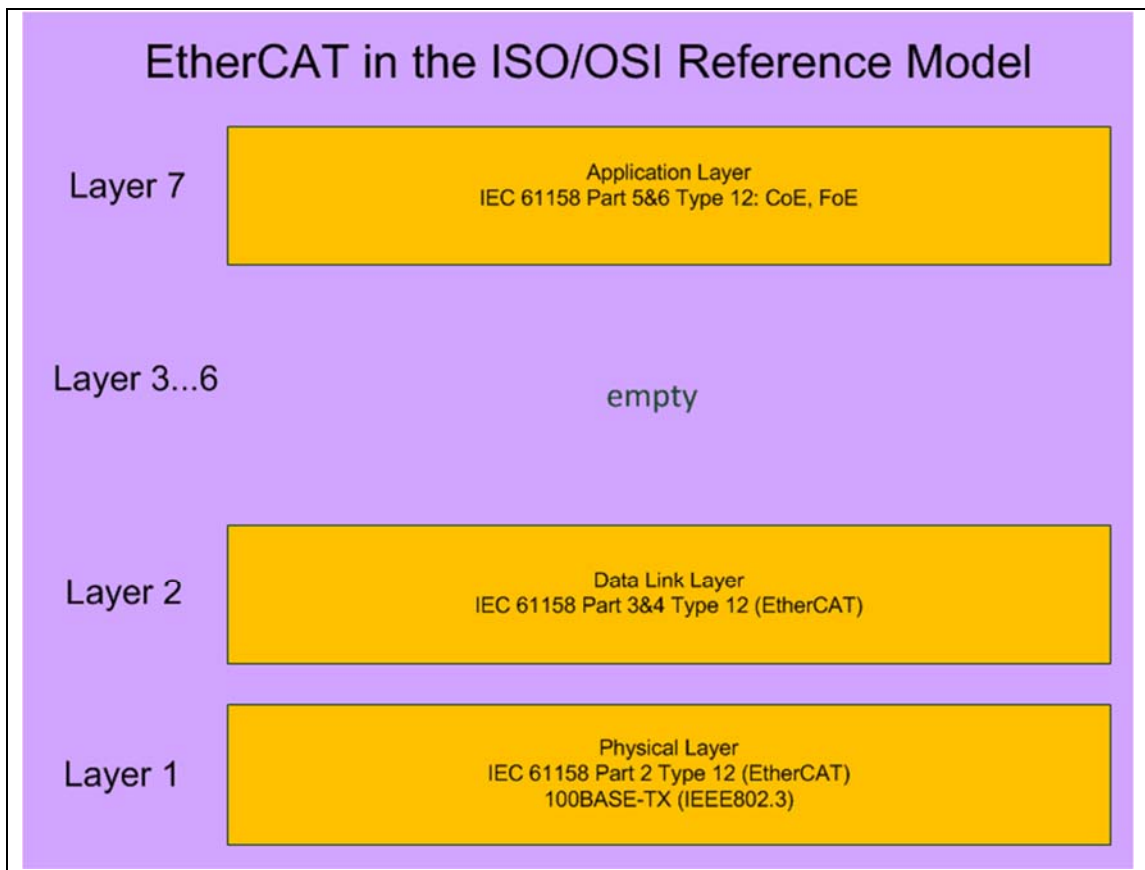 EtherCAT in the ISO/OSI Reference Model
Layer 7
Application Layer
IEC 61158 Part 5&6 Type 12: CoE, FoE
Layer 3...6
empty
Layer 2
Data Link Layer
IEC 61158 Part 3&4 Type 12 (EtherCAT)
Layer 1
Physical Layer
IEC 61158 Part 2 Type 12 (EtherCAT)
100BASE-TX (IEEE802.3)